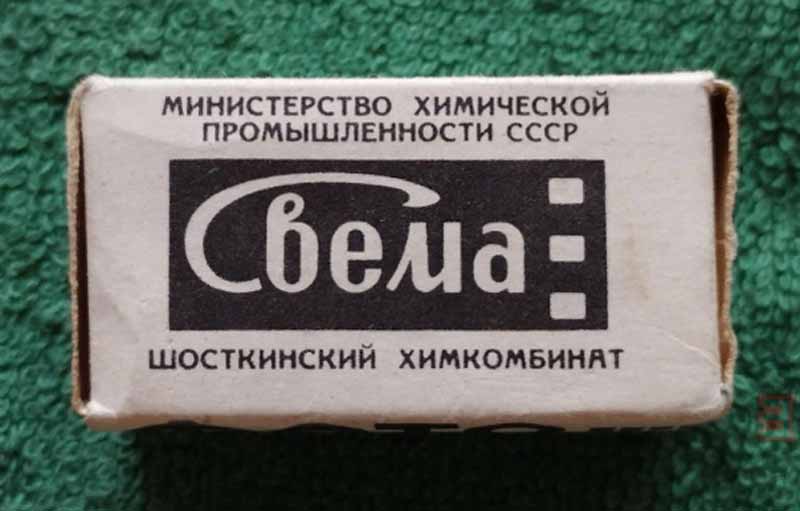 МИНИСТЕРСТВО ХИМИЧЕСКОЙ
ПРОМЫШЛЕННОСТИ СССР
Свема
ШОСТКИНСКИЙ ХИМКОМБИНАТ